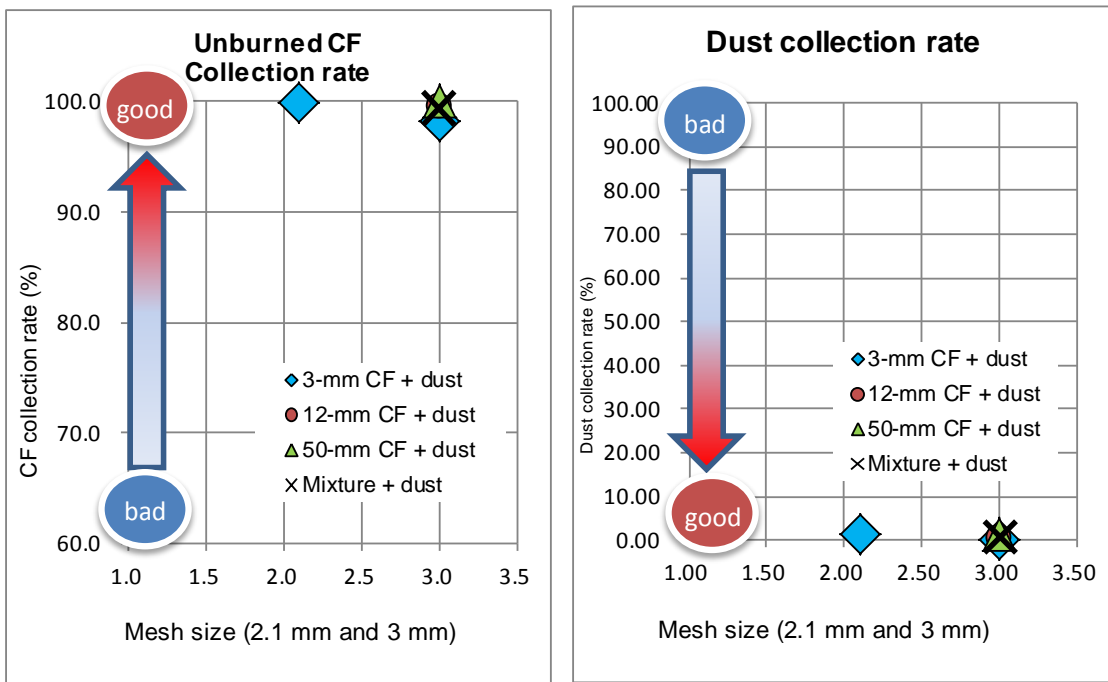 Unburned CF
Collection rate
good
100.0
90.0
80.0
70.0
60.0
CF collection rate (%)
3-mm CF + dust
12-mm CF + dust
50-mm CF + dust
Mixture + dust
bad
1.0 1.5 2.0 2.5 3.0 3.5
Mesh size (2.1 mm and 3 mm)
Dust collection rate
bad
100.00
90.00
80.00
70.00
60.00
50.00
40.00
30.00
20.00
10.00
0.00
Dust collection rate (%)
3-mm CF + dust
12-mm CF + dust
50-mm CF + dust
Mixture + dust
good
1.00 1.50 2.00 2.50 3.00 3.50
Mesh size (2.1 mm and 3 mm)